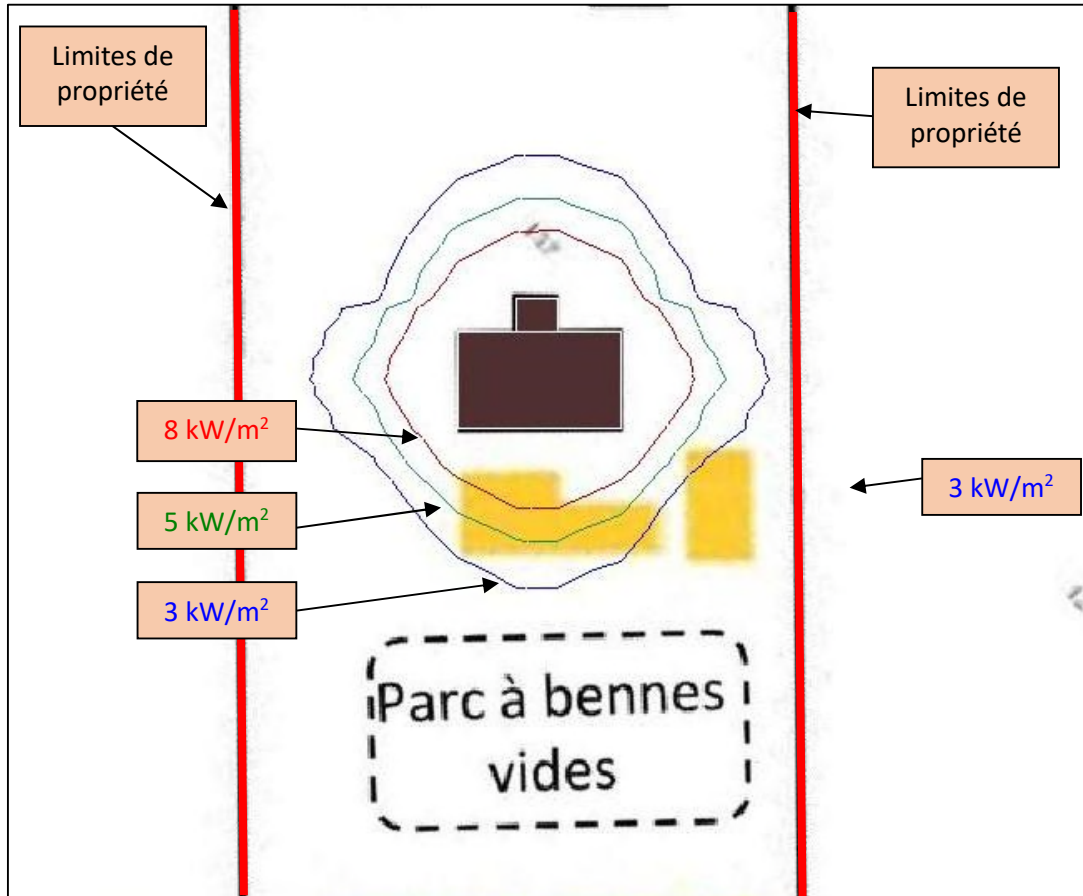 Limites de
propriété
Limites de
propriété
8 kW/m²
5 kW/m²
3 kW/m²
3 kW/m²
Parc à bennes
vides